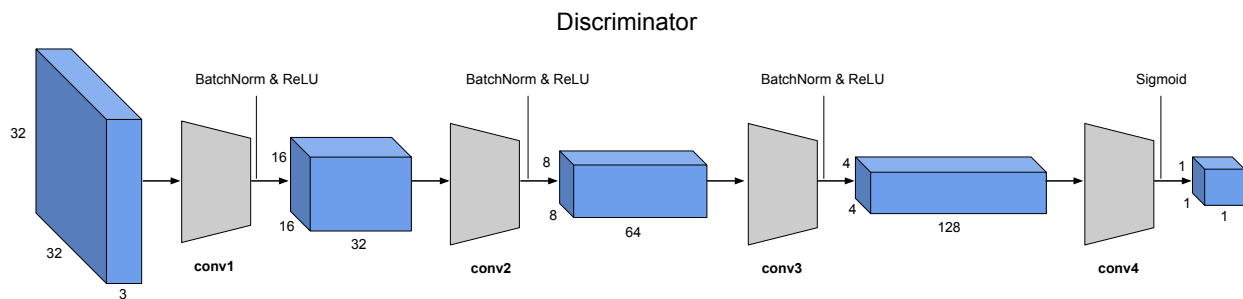 Discriminator
BatchNorm & ReLU
BatchNorm & ReLU
BatchNorm & ReLU
Sigmoid
32
32
3
conv1
16
16
32
conv2
8
8
64
conv3
4
4
128
conv4
1
1
1